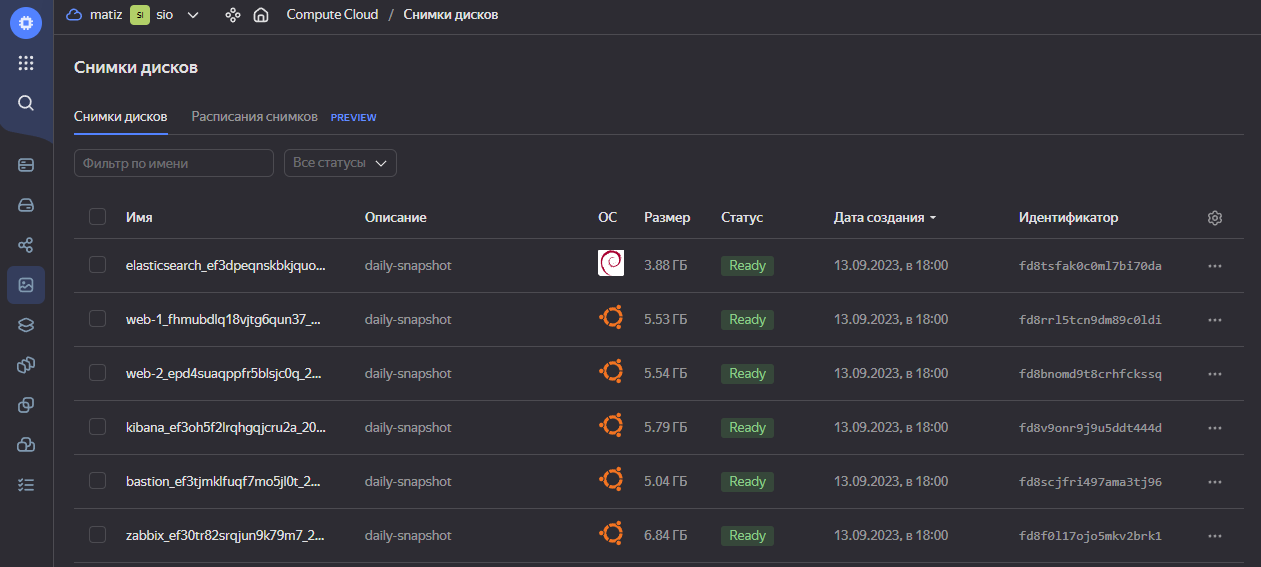 matiz si sio Compute Cloud / Снимки дисков
Снимки дисков
Снимки дисков Расписания снимков PREVIEW
Фильтр по имени Все статусы
Имя Описание ОС Размер Статус Дата создания Идентификатор
elasticsearch_ef3dpeqnskbkjquo... daily-snapshot 3.88 ГБ Ready 13.09.2023, в 18:00 fd8tsfak0c0ml7bi70da
web-1_fhmubdlq18vjtg6qun37_... daily-snapshot 5.53 ГБ Ready 13.09.2023, в 18:00 fd8rrl5tcn9dm89c0ldi
web-2_epd4suaqppfr5blsjc0q_2... daily-snapshot 5.54 ГБ Ready 13.09.2023, в 18:00 fd8bnomd9t8crhfckssq
kibana_ef3oh5f2lrqhgqjcru2a_20... daily-snapshot 5.79 ГБ Ready 13.09.2023, в 18:00 fd8v9onr9j9u5ddt444d
bastion_ef3tjmklfuqf7mo5jl0t_2... daily-snapshot 5.04 ГБ Ready 13.09.2023, в 18:00 fd8scjfri497ama3tj96
zabbix_ef30tr82srqjun9k79m7_2... daily-snapshot 6.84 ГБ Ready 13.09.2023, в 18:00 fd8f0l17ojo5mkv2brk1